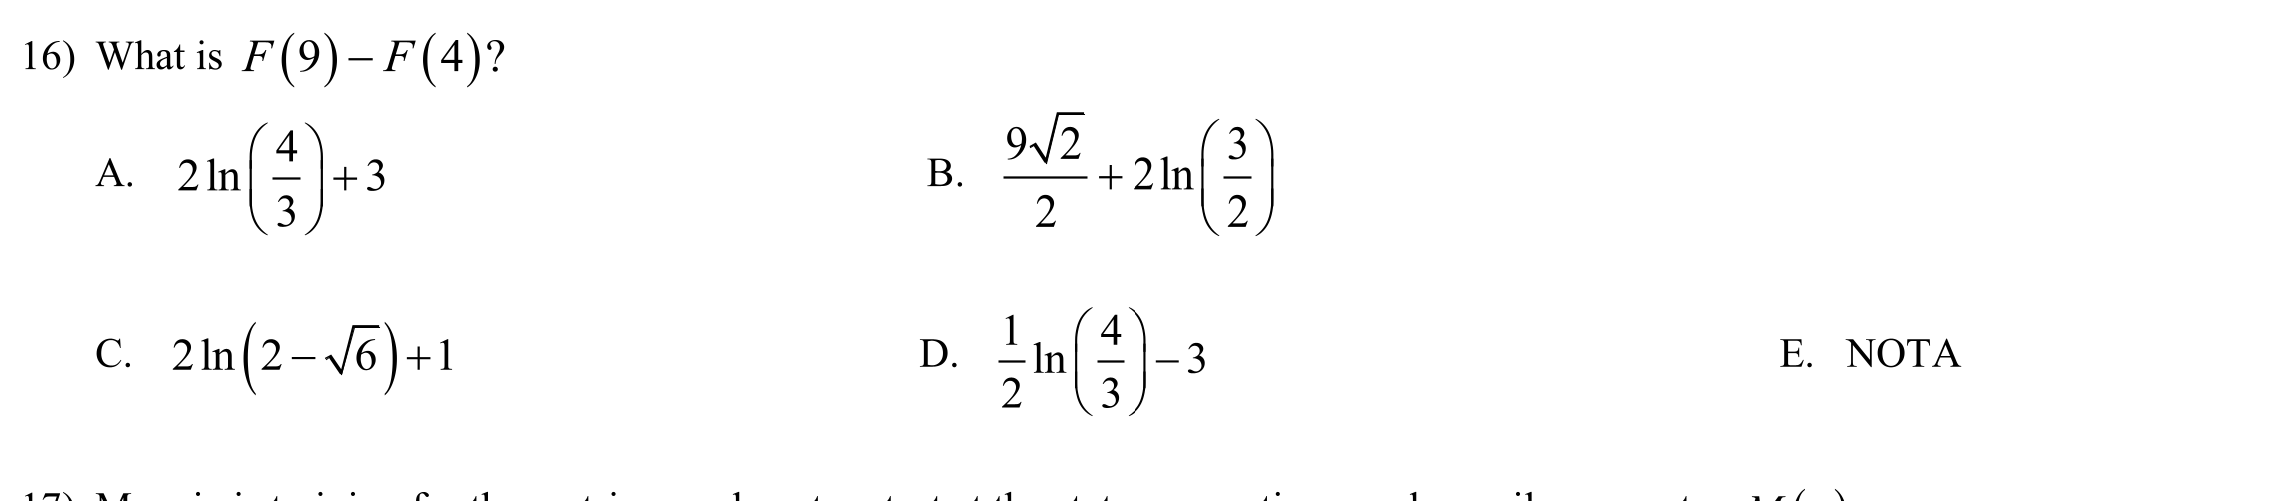 16) What is F(9) − F(4)?
A. 2 ln(4/3) + 3
B. 9√2/2 + 2 ln(3/2)
C. 2 ln(2 − √6) + 1
D. 1/2 ln(4/3) − 3
E. NOTA